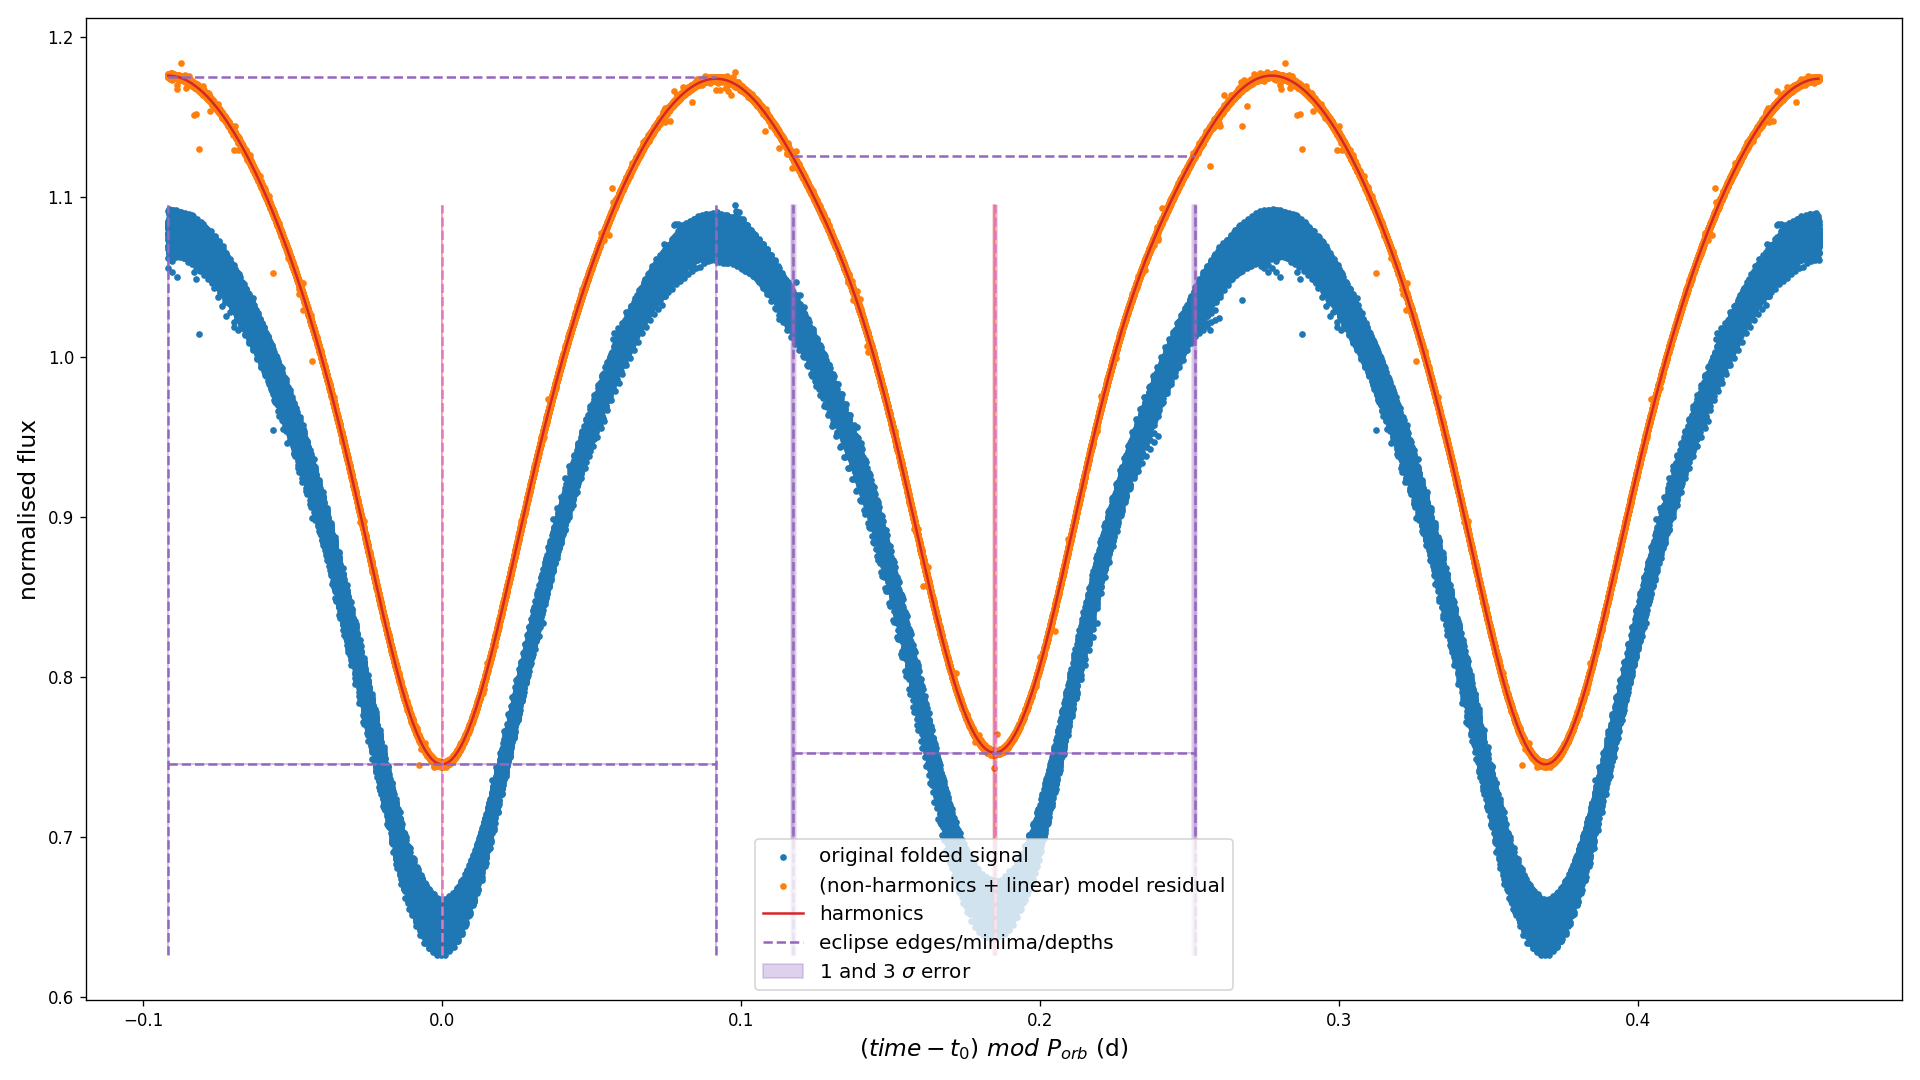 1.2
1.1
1.0
0.9
0.8
0.7
0.6
normalised flux
original folded signal
(non-harmonics + linear) model residual
harmonics
eclipse edges/minima/depths
1 and 3 σ error
−0.1 0.0 0.1 0.2 0.3 0.4
(time − t₀) mod Pₒᵣb (d)